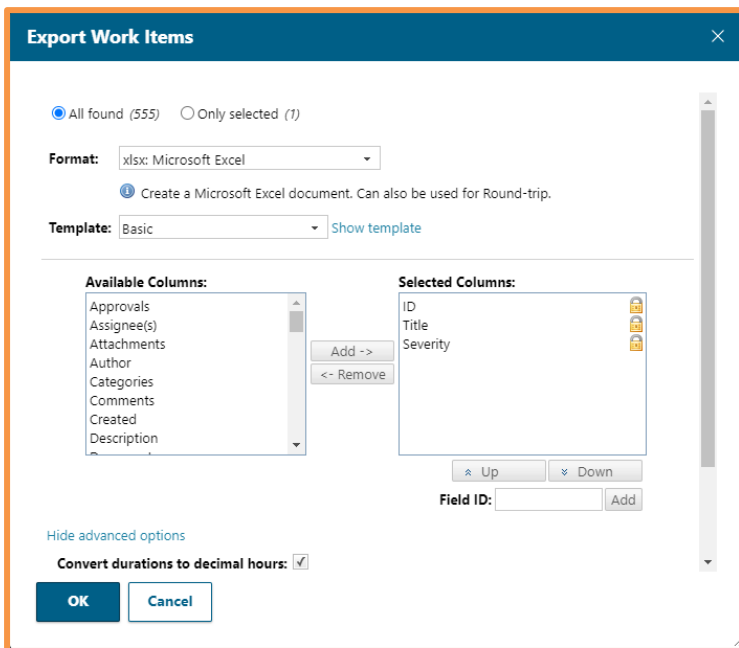 Export Work Items
All found (555) Only selected (1)
Format: xlsx: Microsoft Excel
Create a Microsoft Excel document. Can also be used for Round-trip.
Template: Basic Show template
Available Columns: Selected Columns:
Approvals
Assignee(s)
Attachments
Author
Categories
Comments
Created
Description
ID
Title
Severity
Add ->
<- Remove
Up Down
Field ID: Add
Hide advanced options
Convert durations to decimal hours:
OK Cancel